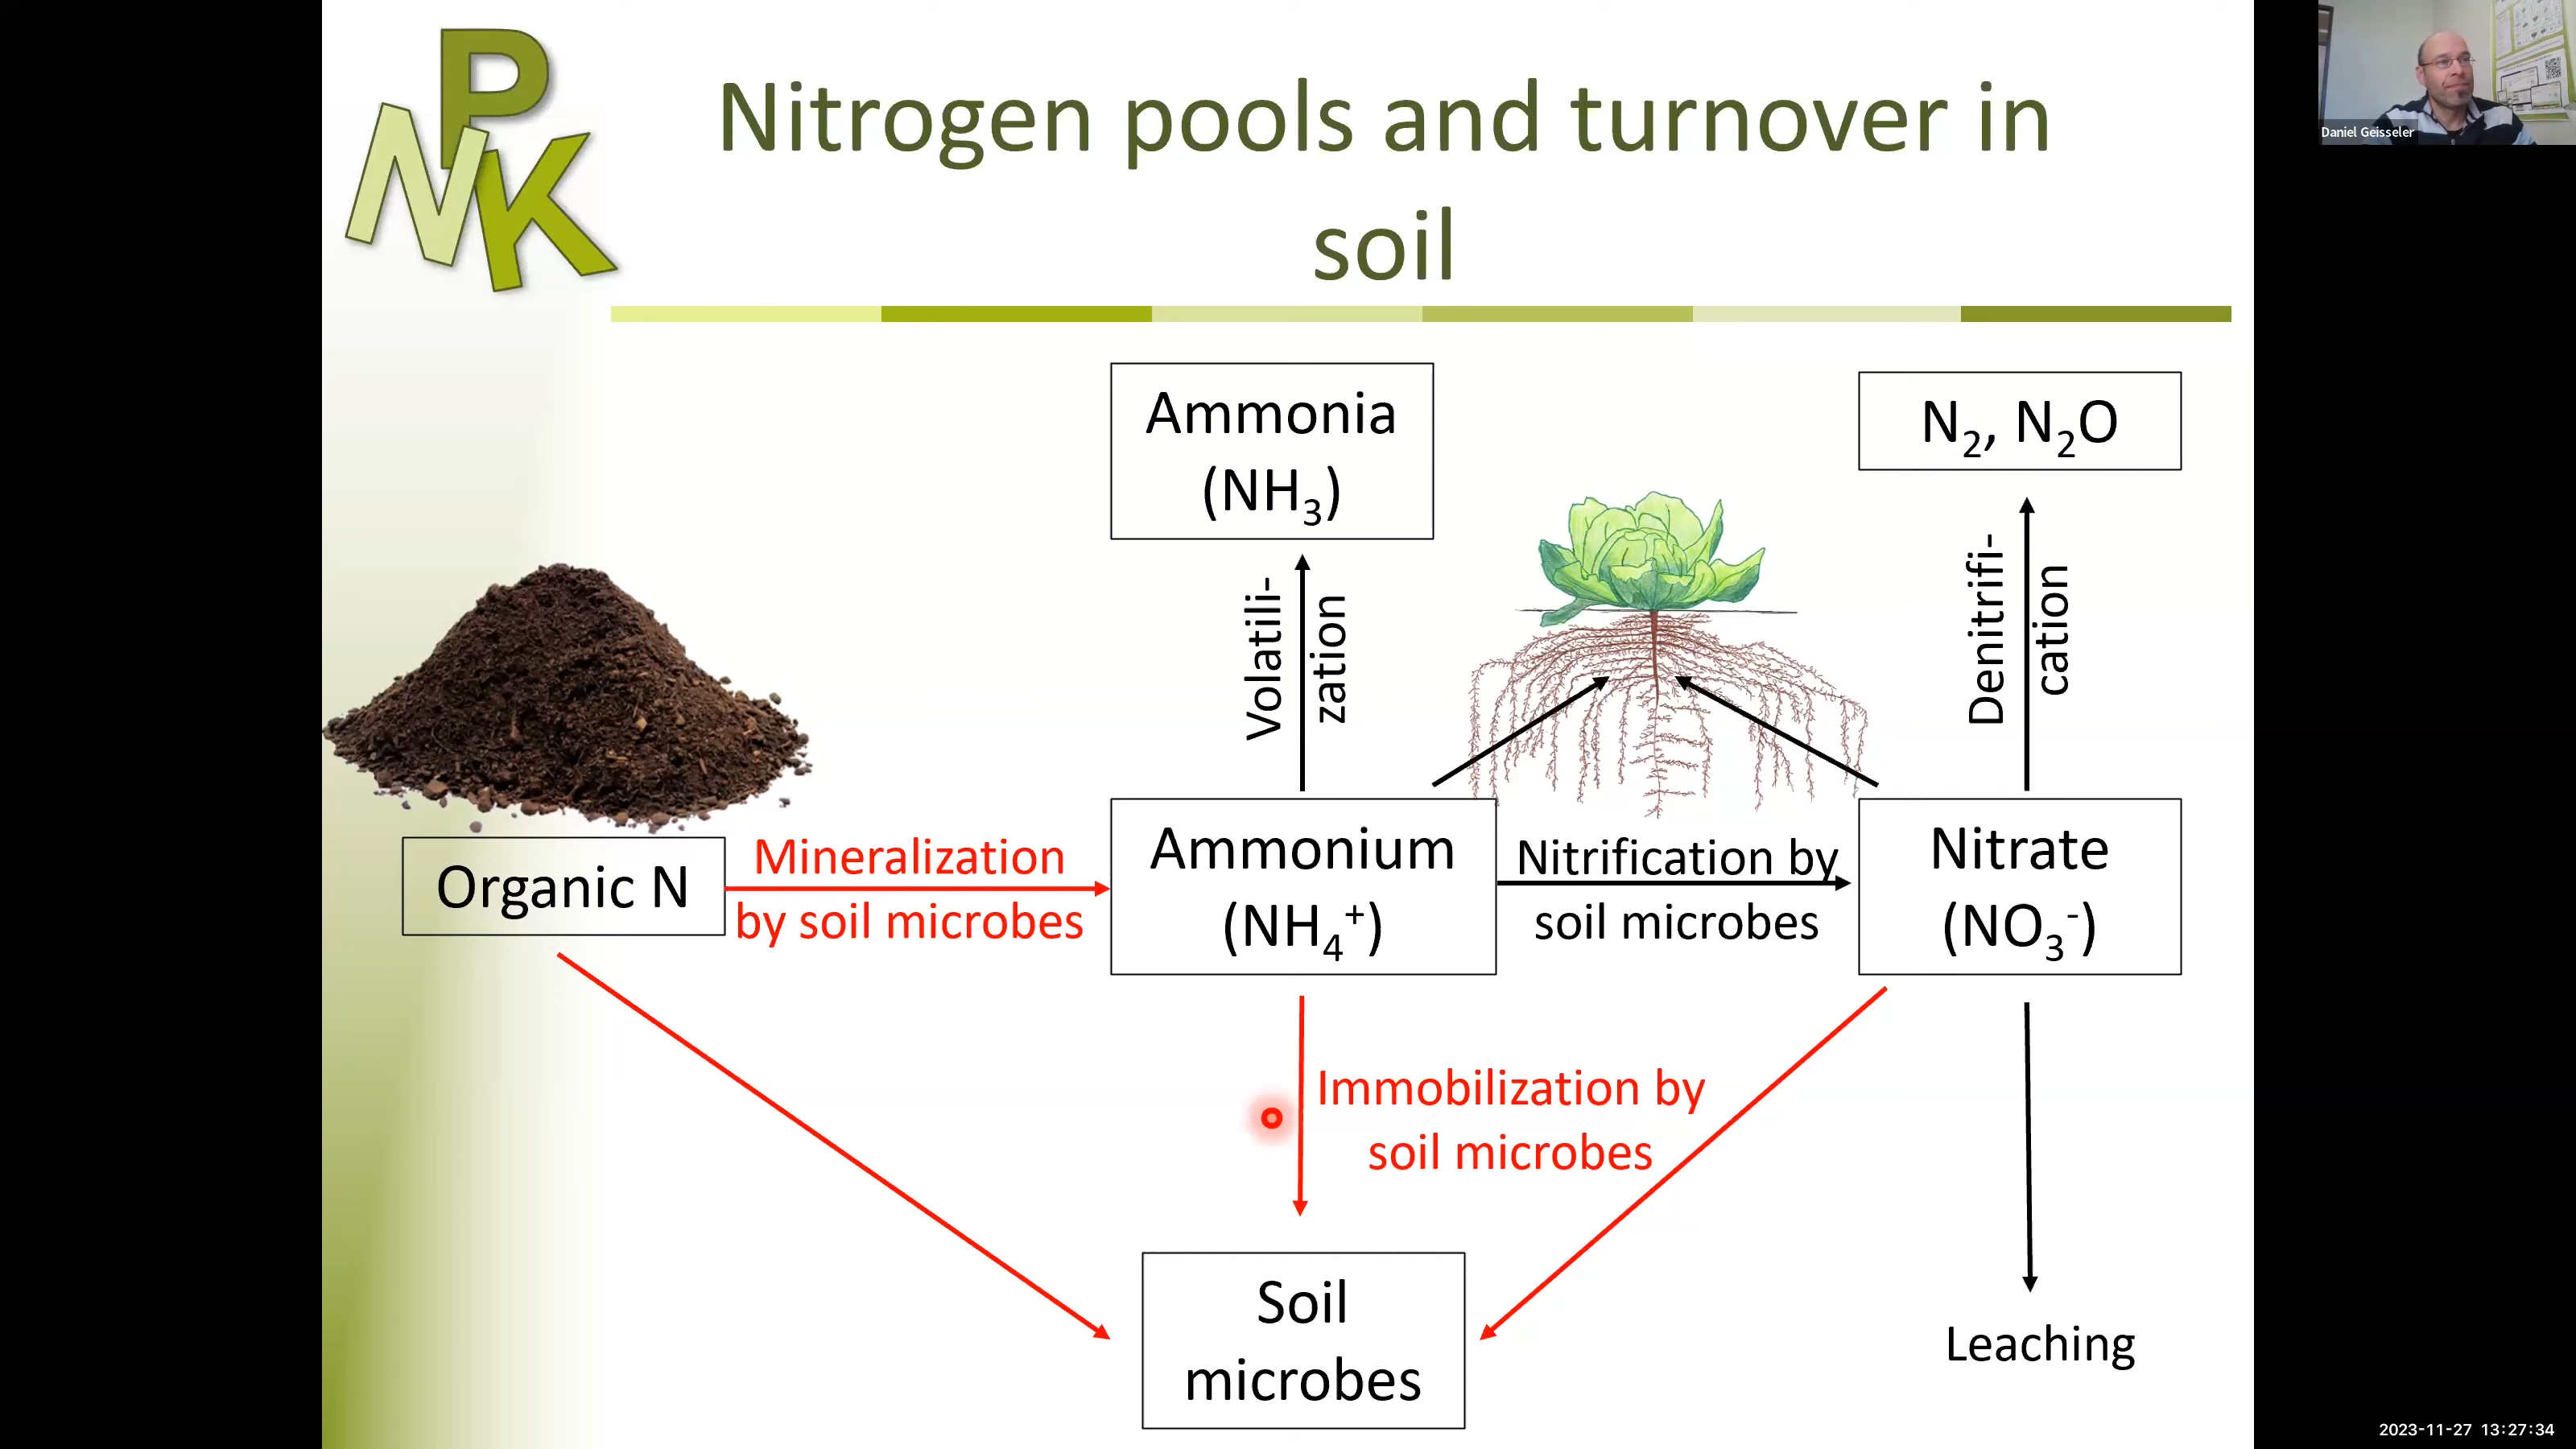 P
N
K
Nitrogen pools and turnover in
soil
Daniel Geisseler
Ammonia
(NH₃)
N₂, N₂O
Volatili-
zation
Denitrifi-
cation
Organic N
Mineralization
by soil microbes
Ammonium
(NH₄⁺)
Nitrification by
soil microbes
Nitrate
(NO₃⁻)
Immobilization by
soil microbes
Soil
microbes
Leaching
2023-11-27 13:27:34